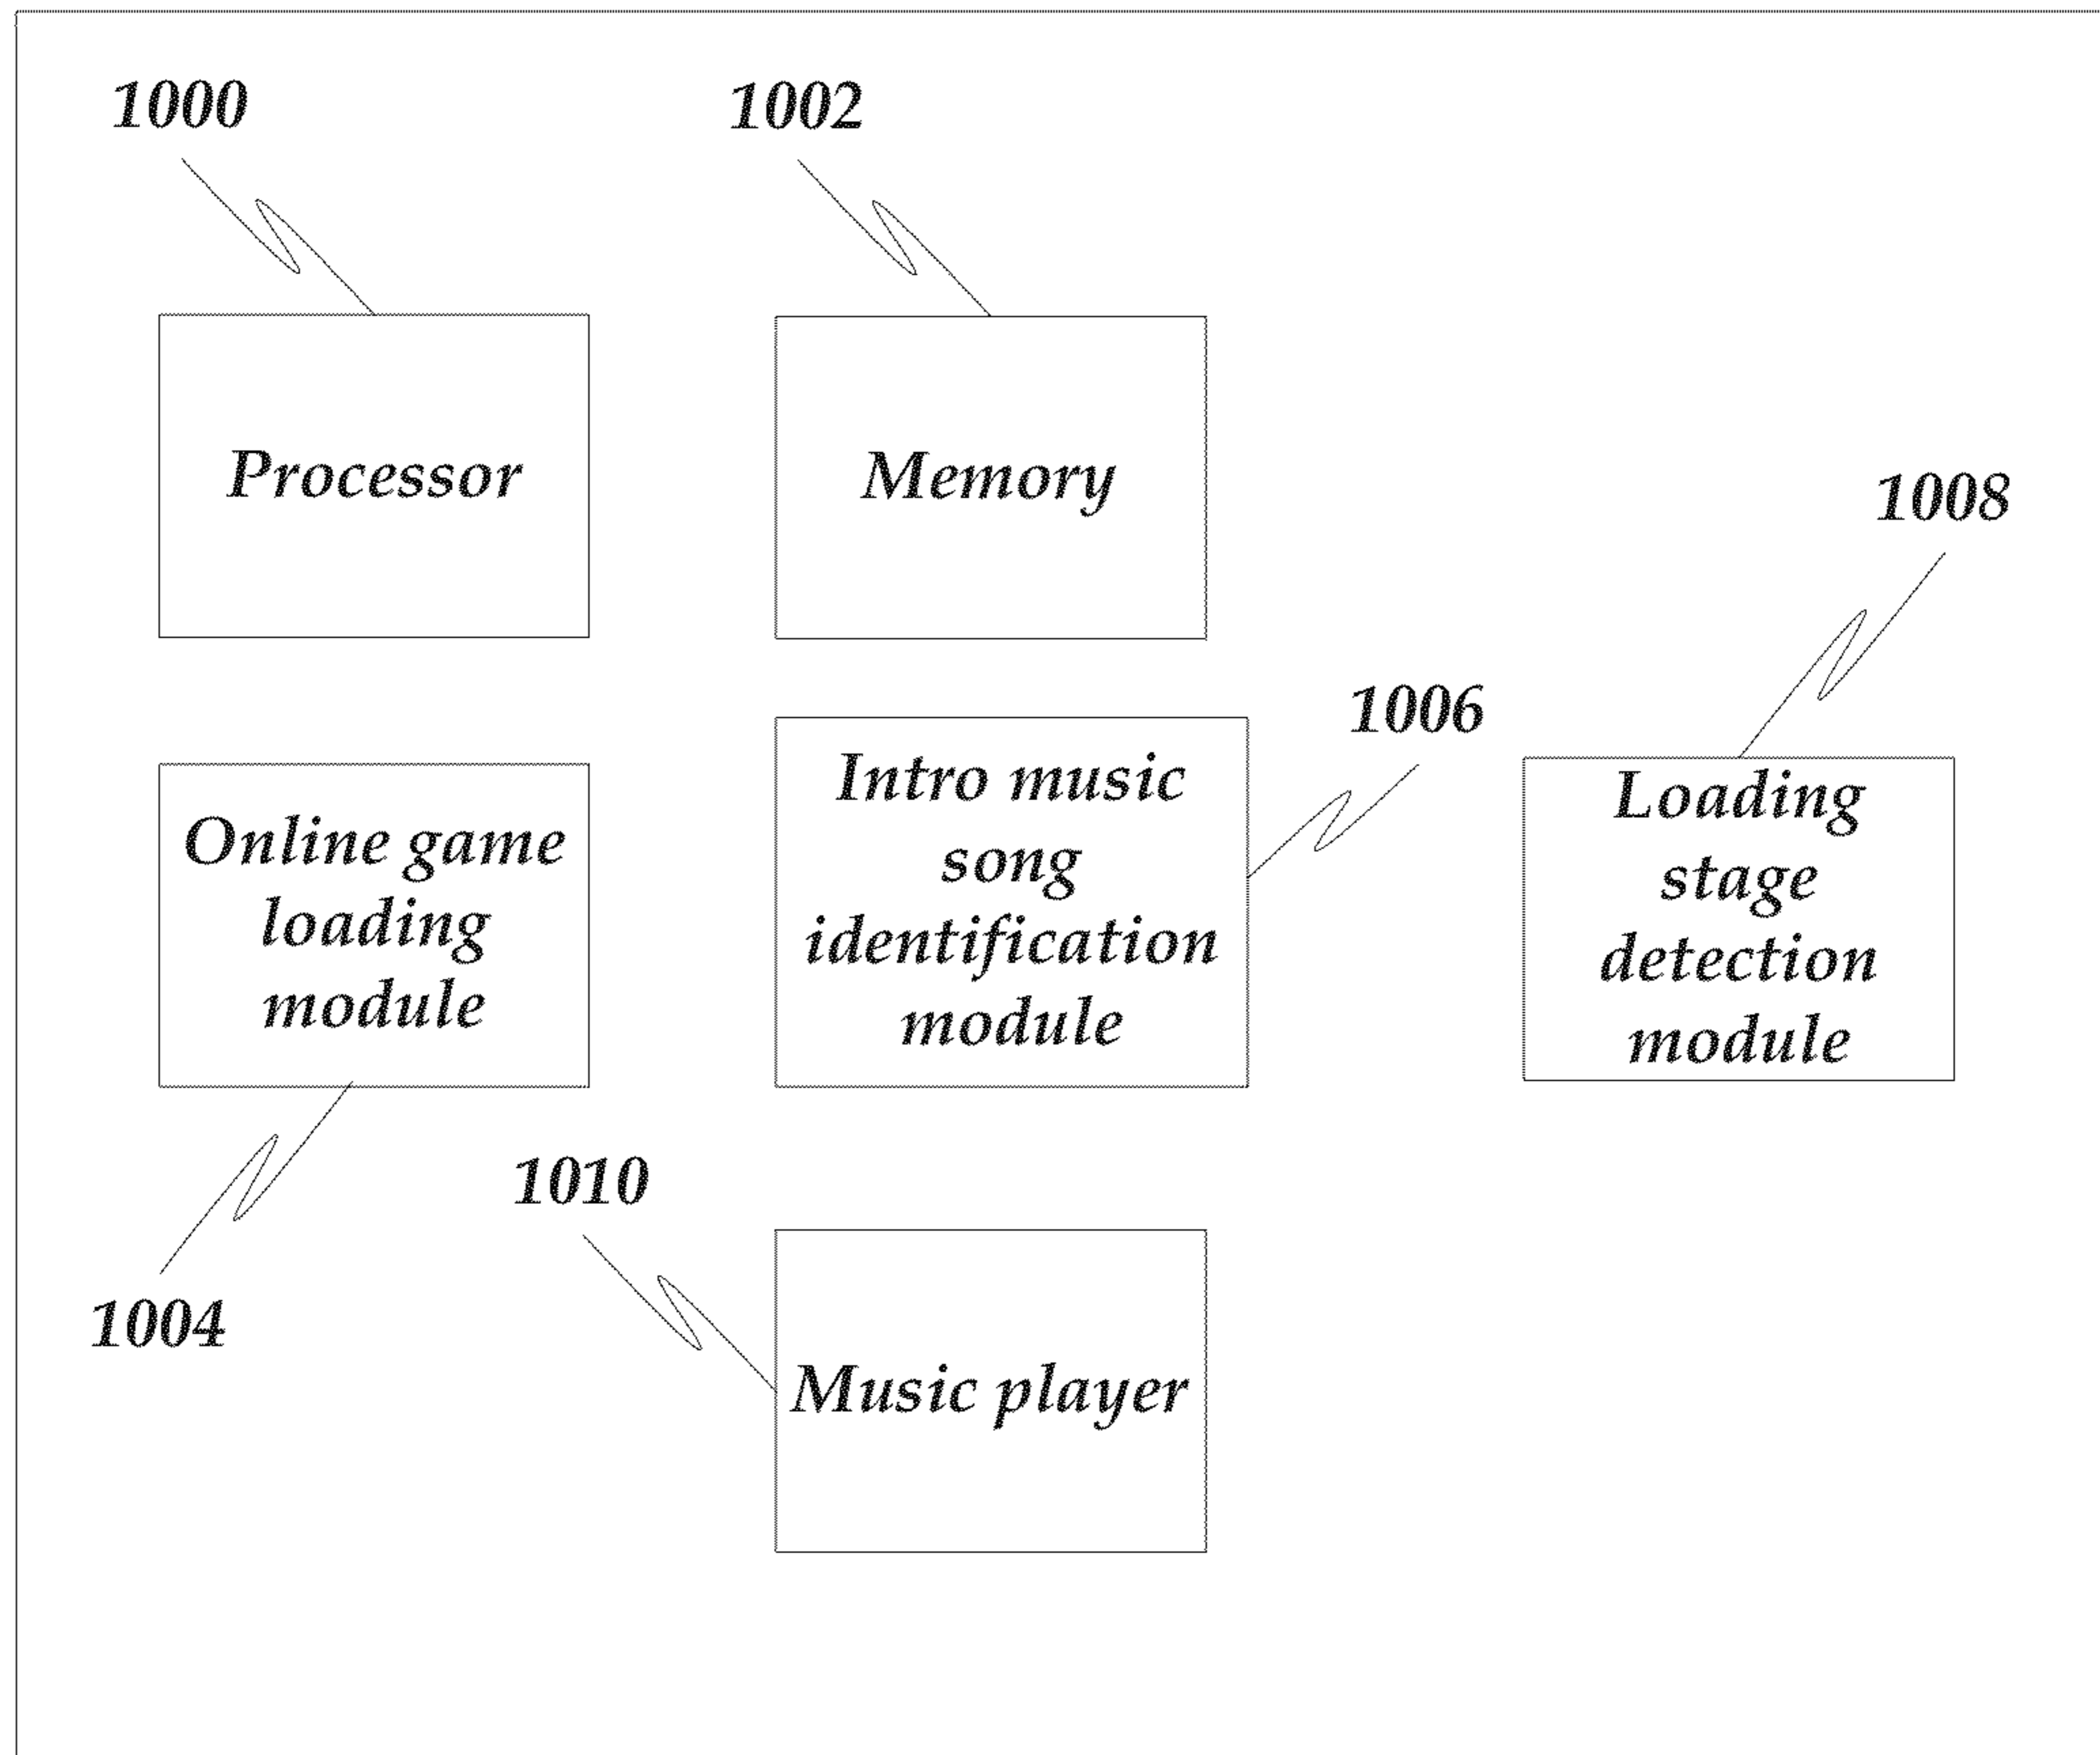 1000
1002
Processor
Memory
1008
1006
Online game
loading
module
Intro music
song
identification
module
Loading
stage
detection
module
1004
1010
Music player